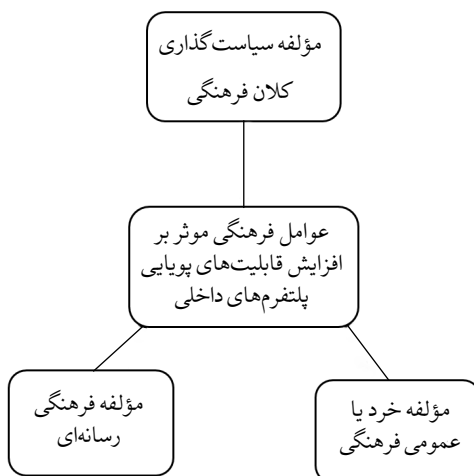 مؤلفه سیاست‌گذاری
کلان فرهنگی
عوامل فرهنگی موثر بر
افزایش قابلیت‌های پویایی
پلتفرم‌های داخلی
مؤلفه خرد یا
عمومی فرهنگی
مؤلفه فرهنگی
رسانه‌ای